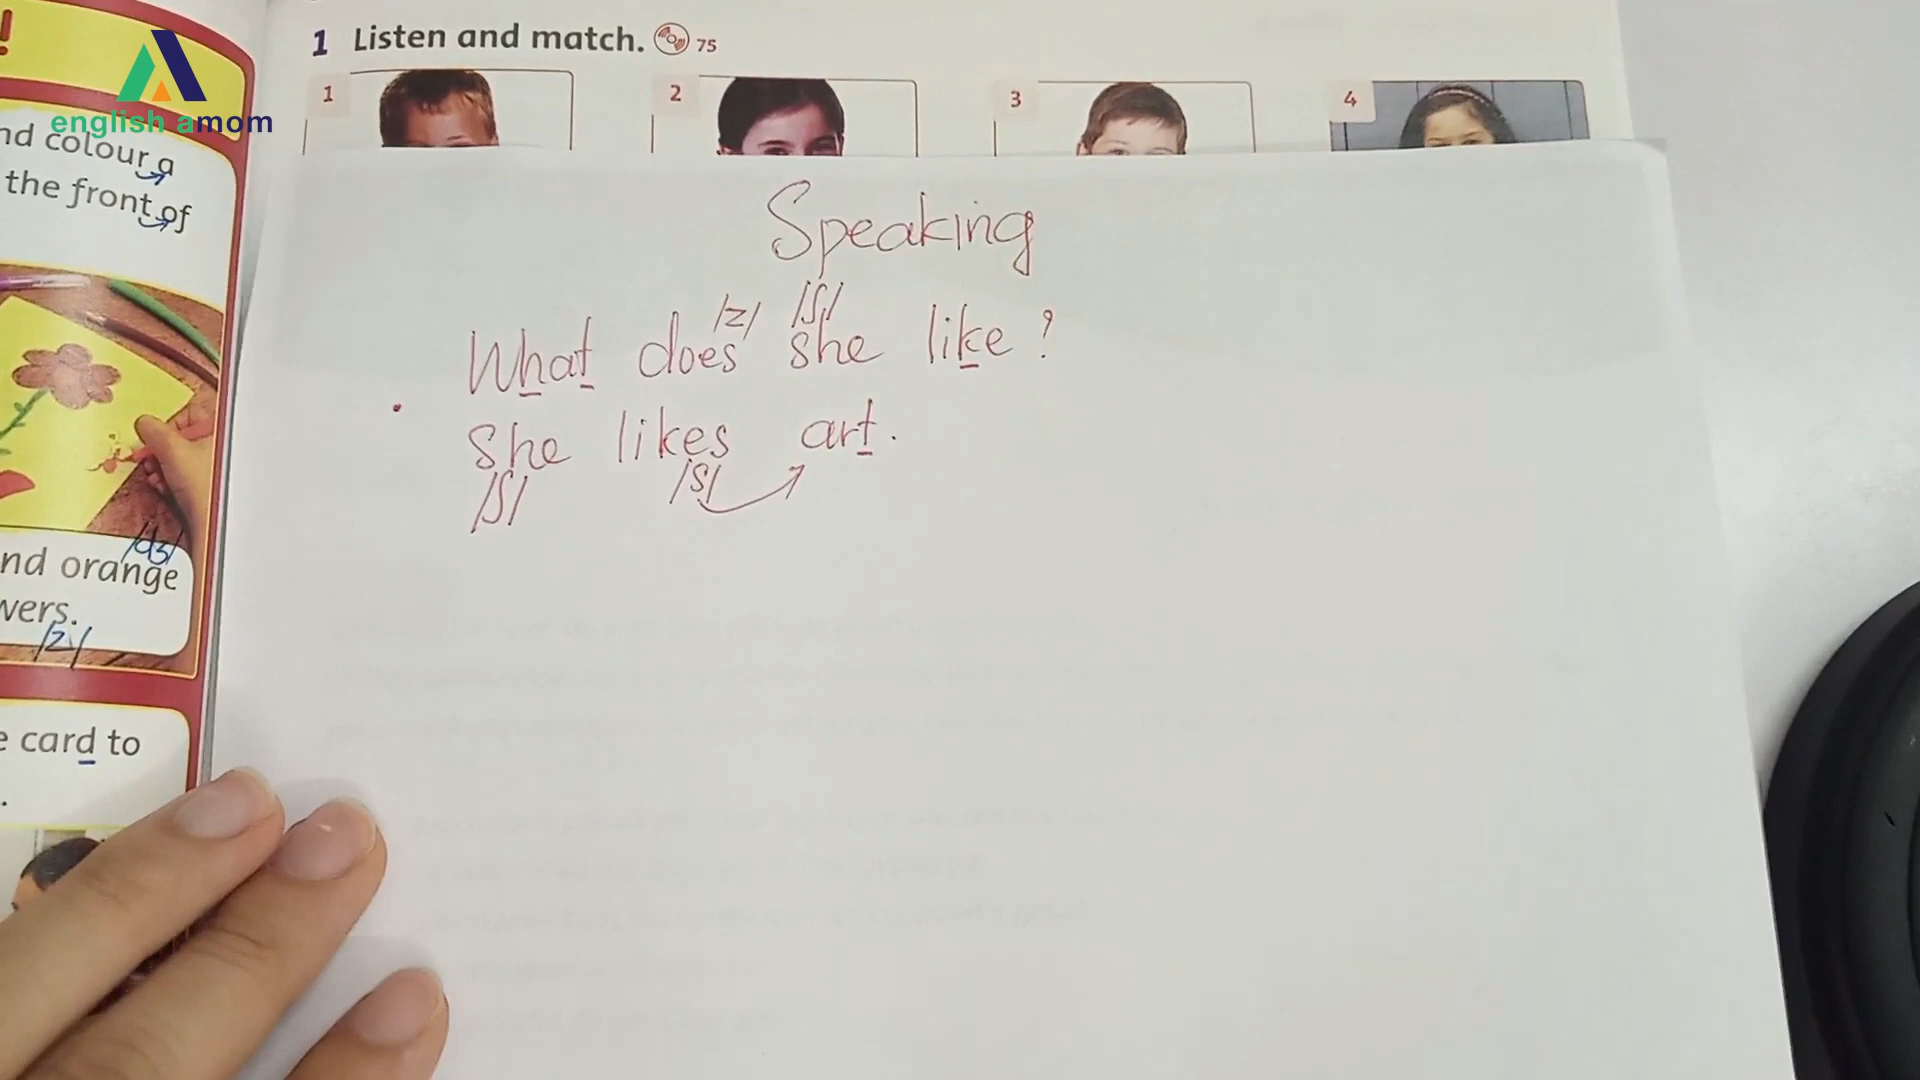 !
english amom
nd colour a
the front of
/dʒ/
nd orange
wers.
/z/
e card to
.
1 Listen and match. 75
1
2
3
4
Speaking
/z/ /ʃ/
What does she like?
She likes art.
/ʃ/ /s/